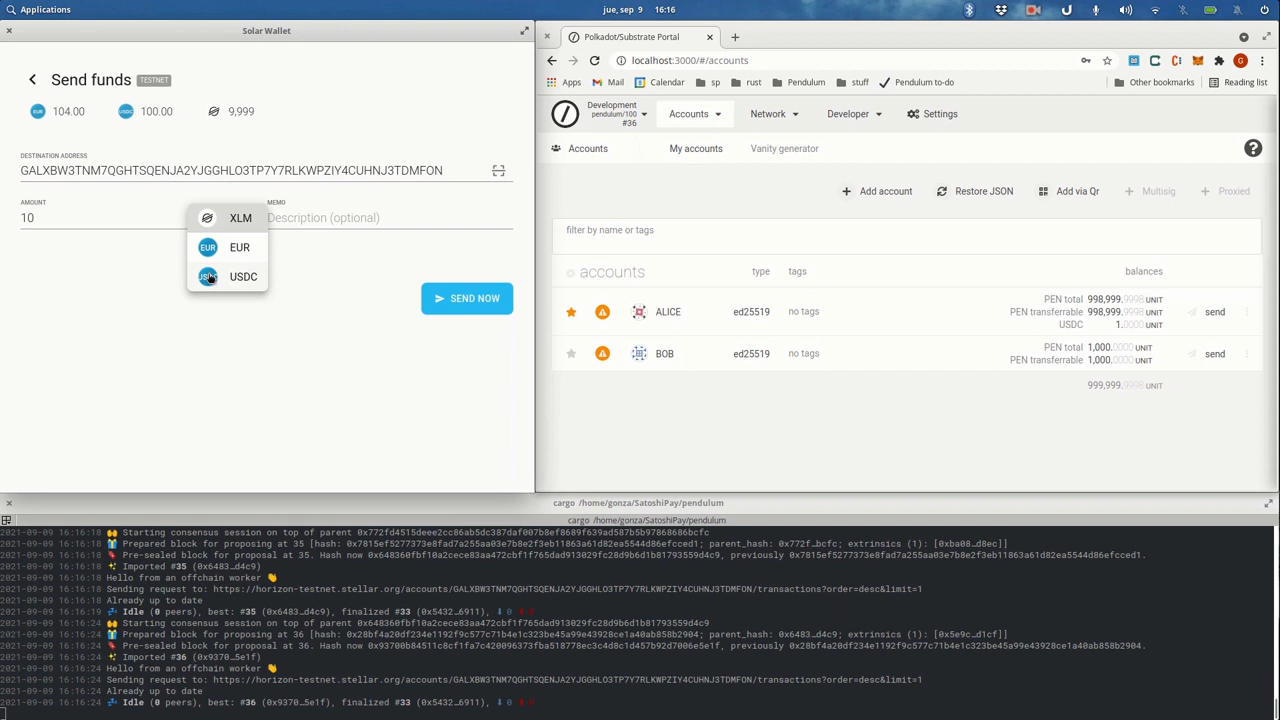 Applications
jue, sep 9 16:16
Solar Wallet
Send funds TESTNET
EUR 104.00 USDC 100.00 9,999
DESTINATION ADDRESS
GALXBW3TNM7QGHTSQENJA2YJGGHLO3TP7Y7RLKWPZIY4CUHNJ3TDMFON
AMOUNT MEMO
10 XLM Description (optional)
EUR EUR
USDC
SEND NOW
Polkadot/Substrate Portal
localhost:3000/#/accounts
Apps Mail Calendar sp rust Pendulum stuff Pendulum to-do Other bookmarks Reading list
Development
pendulum/100
#36
Accounts Network Developer Settings
Accounts My accounts Vanity generator
Add account Restore JSON Add via Qr Multisig Proxied
filter by name or tags
accounts type tags balances
PEN total 998,999.9998 UNIT
ALICE ed25519 no tags PEN transferrable 998,999.9998 UNIT send
USDC 1.0000 UNIT
PEN total 1,000.0000 UNIT
BOB ed25519 no tags PEN transferrable 1,000.0000 UNIT send
999,999.9998 UNIT
cargo /home/gonza/SatoshiPay/pendulum
cargo /home/gonza/SatoshiPay/pendulum
2021-09-09 16:16:18 🙌 Starting consensus session on top of parent 0x772fd4515deee2cc86ab5dc387daf007b8ef8689f639ad587b5b97868686bcfc
2021-09-09 16:16:18 🎁 Prepared block for proposing at 35 [hash: 0x7815ef5277373e8fad7a255aa03e7b8e2f3eb11863a61d82ea5544d86efcced1; parent_hash: 0x772f…bcfc; extrinsics (1): [0xba08…d8ec]]
2021-09-09 16:16:18 🔖 Pre-sealed block for proposal at 35. Hash now 0x648360fbf10a2cece83aa472cbf1f765dad913029fc28d9b6d1b81793559d4c9, previously 0x7815ef5277373e8fad7a255aa03e7b8e2f3eb11863a61d82ea5544d86efcced1.
2021-09-09 16:16:18 ✨ Imported #35 (0x6483…d4c9)
2021-09-09 16:16:18 Hello from an offchain worker 👋
2021-09-09 16:16:18 Sending request to: https://horizon-testnet.stellar.org/accounts/GALXBW3TNM7QGHTSQENJA2YJGGHLO3TP7Y7RLKWPZIY4CUHNJ3TDMFON/transactions?order=desc&limit=1
2021-09-09 16:16:18 Already up to date
2021-09-09 16:16:19 💤 Idle (0 peers), best: #35 (0x6483…d4c9), finalized #33 (0x5432…6911), ⬇ 0 ⬆ 0
2021-09-09 16:16:24 🙌 Starting consensus session on top of parent 0x648360fbf10a2cece83aa472cbf1f765dad913029fc28d9b6d1b81793559d4c9
2021-09-09 16:16:24 🎁 Prepared block for proposing at 36 [hash: 0x28bf4a20df234e1192f9c577c71b4e1c323be45a99e43928ce1a40ab858b2904; parent_hash: 0x6483…d4c9; extrinsics (1): [0x5e9c…d1cf]]
2021-09-09 16:16:24 🔖 Pre-sealed block for proposal at 36. Hash now 0x93700b84511c8cf1fa7c420096373fba518778ec3c4d8c1d457b92d7006e5e1f, previously 0x28bf4a20df234e1192f9c577c71b4e1c323be45a99e43928ce1a40ab858b2904.
2021-09-09 16:16:24 ✨ Imported #36 (0x9370…5e1f)
2021-09-09 16:16:24 Hello from an offchain worker 👋
2021-09-09 16:16:24 Sending request to: https://horizon-testnet.stellar.org/accounts/GALXBW3TNM7QGHTSQENJA2YJGGHLO3TP7Y7RLKWPZIY4CUHNJ3TDMFON/transactions?order=desc&limit=1
2021-09-09 16:16:24 Already up to date
2021-09-09 16:16:24 💤 Idle (0 peers), best: #36 (0x9370…5e1f), finalized #33 (0x5432…6911), ⬇ 0 ⬆ 0